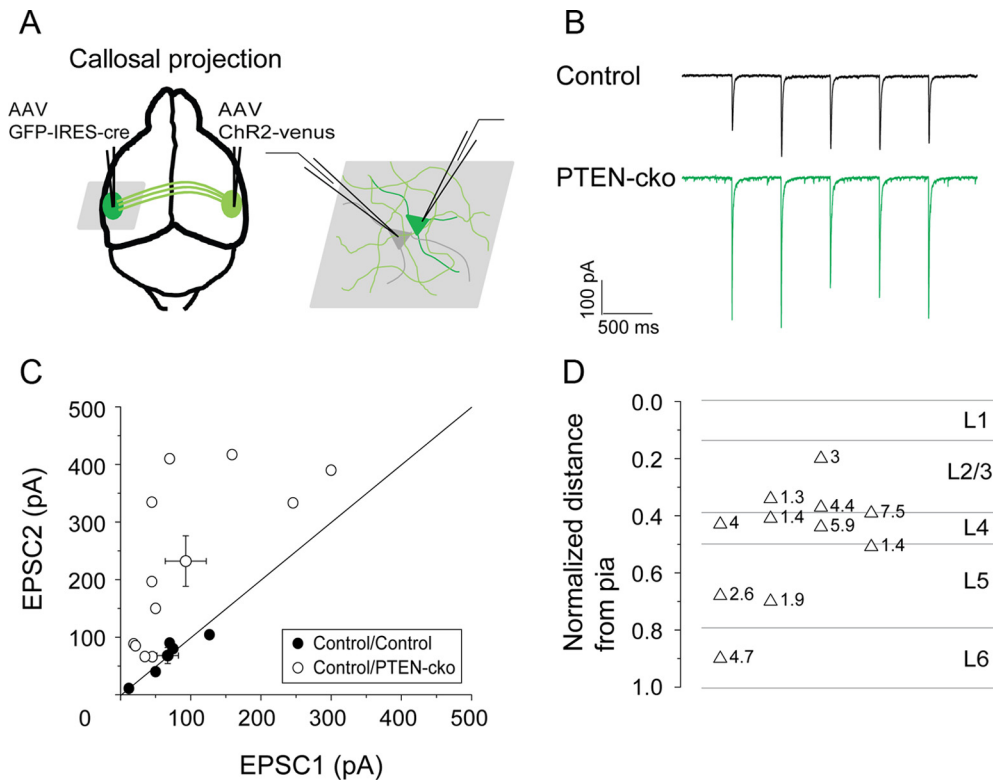 A
Callosal projection
AAV
GFP-IRES-cre
AAV
ChR2-venus
B
Control
PTEN-cko
100 pA
500 ms
C
EPSC2 (pA)
500
400
300
200
100
0
100
200
300
400
500
EPSC1 (pA)
Control/Control
Control/PTEN-cko
D
Normalized distance
from pia
0.0
0.2
0.4
0.6
0.8
1.0
L1
L2/3
L4
L5
L6
3
1.3
4.4
7.5
1.4
4
5.9
1.4
2.6
1.9
4.7